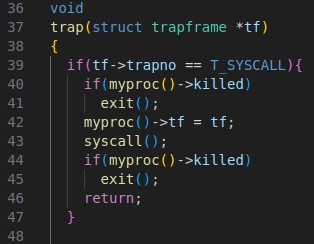 36 void
37 trap(struct trapframe *tf)
38 {
39   if(tf->trapno == T_SYSCALL){
40     if(myproc()->killed)
41       exit();
42     myproc()->tf = tf;
43     syscall();
44     if(myproc()->killed)
45       exit();
46     return;
47   }
48